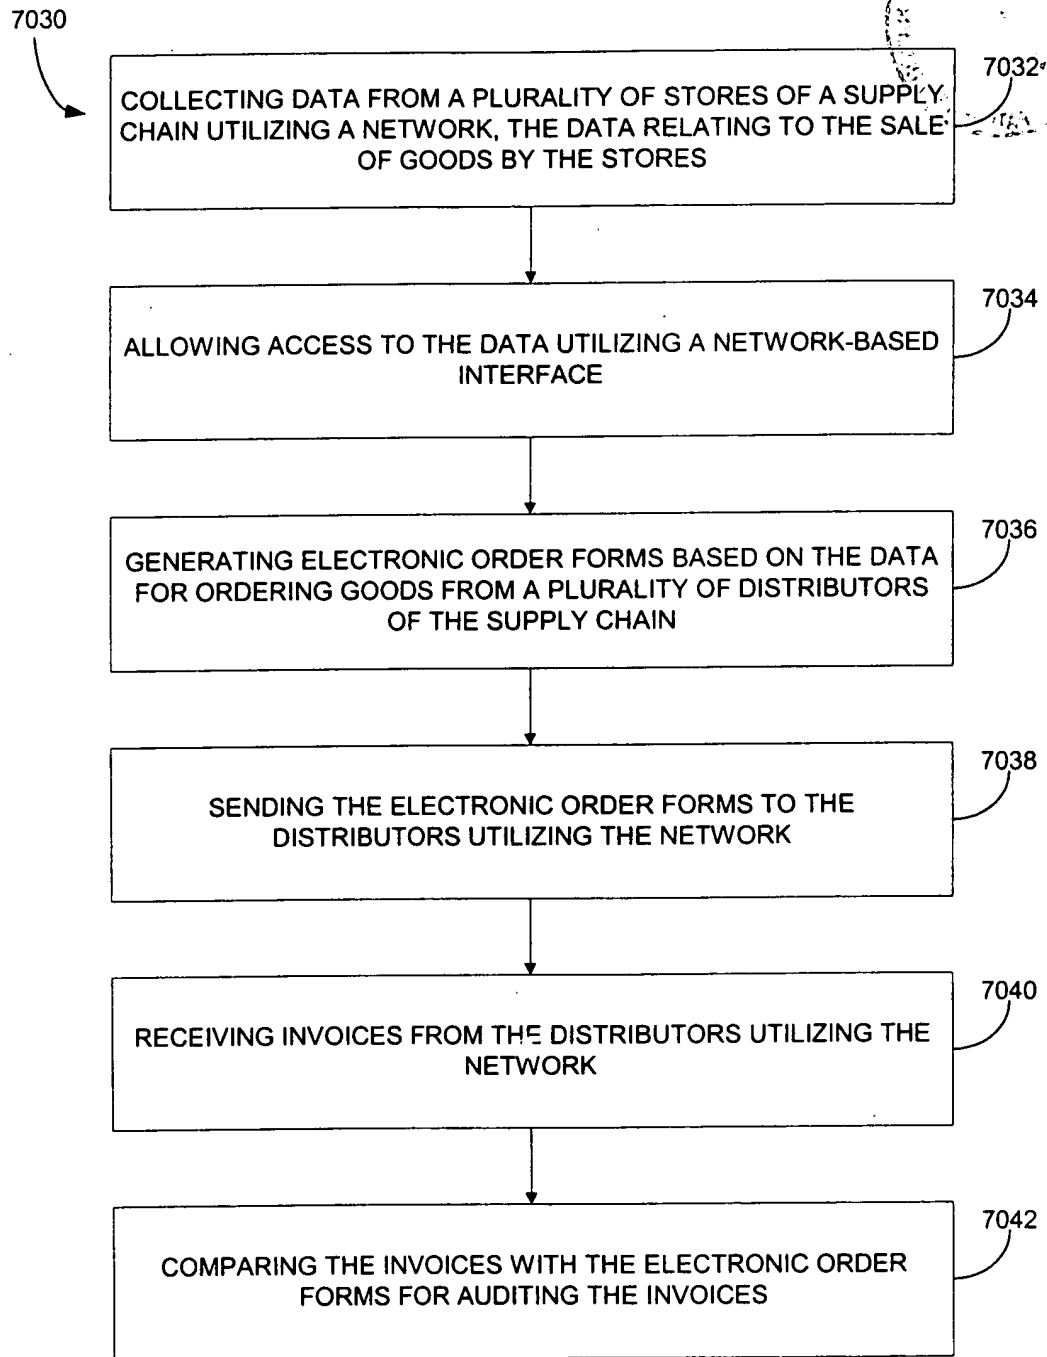 7030
7032
COLLECTING DATA FROM A PLURALITY OF STORES OF A SUPPLY
CHAIN UTILIZING A NETWORK, THE DATA RELATING TO THE SALE
OF GOODS BY THE STORES
7034
ALLOWING ACCESS TO THE DATA UTILIZING A NETWORK-BASED
INTERFACE
7036
GENERATING ELECTRONIC ORDER FORMS BASED ON THE DATA
FOR ORDERING GOODS FROM A PLURALITY OF DISTRIBUTORS
OF THE SUPPLY CHAIN
7038
SENDING THE ELECTRONIC ORDER FORMS TO THE
DISTRIBUTORS UTILIZING THE NETWORK
7040
RECEIVING INVOICES FROM THE DISTRIBUTORS UTILIZING THE
NETWORK
7042
COMPARING THE INVOICES WITH THE ELECTRONIC ORDER
FORMS FOR AUDITING THE INVOICES